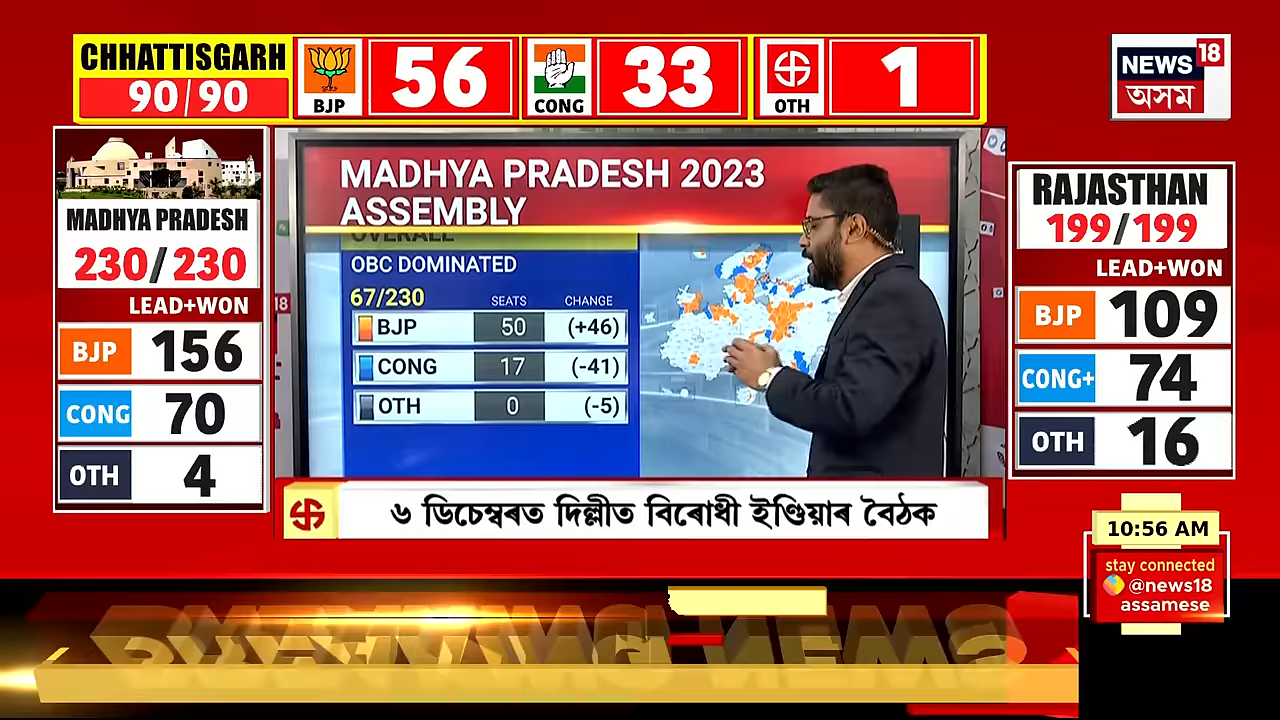 CHHATTISGARH
90/90
BJP
56
CONG
33
OTH
1
NEWS18
অসম
MADHYA PRADESH
230/230
LEAD+WON
BJP 156
CONG 70
OTH 4
MADHYA PRADESH 2023
ASSEMBLY
OVERALL
OBC DOMINATED
67/230 SEATS CHANGE
BJP 50 (+46)
CONG 17 (-41)
OTH 0 (-5)
RAJASTHAN
199/199
LEAD+WON
BJP 109
CONG+ 74
OTH 16
18
৬ ডিচেম্বৰত দিল্লীত বিৰোধী ইণ্ডিয়াৰ বৈঠক
10:56 AM
stay connected
@news18
assamese